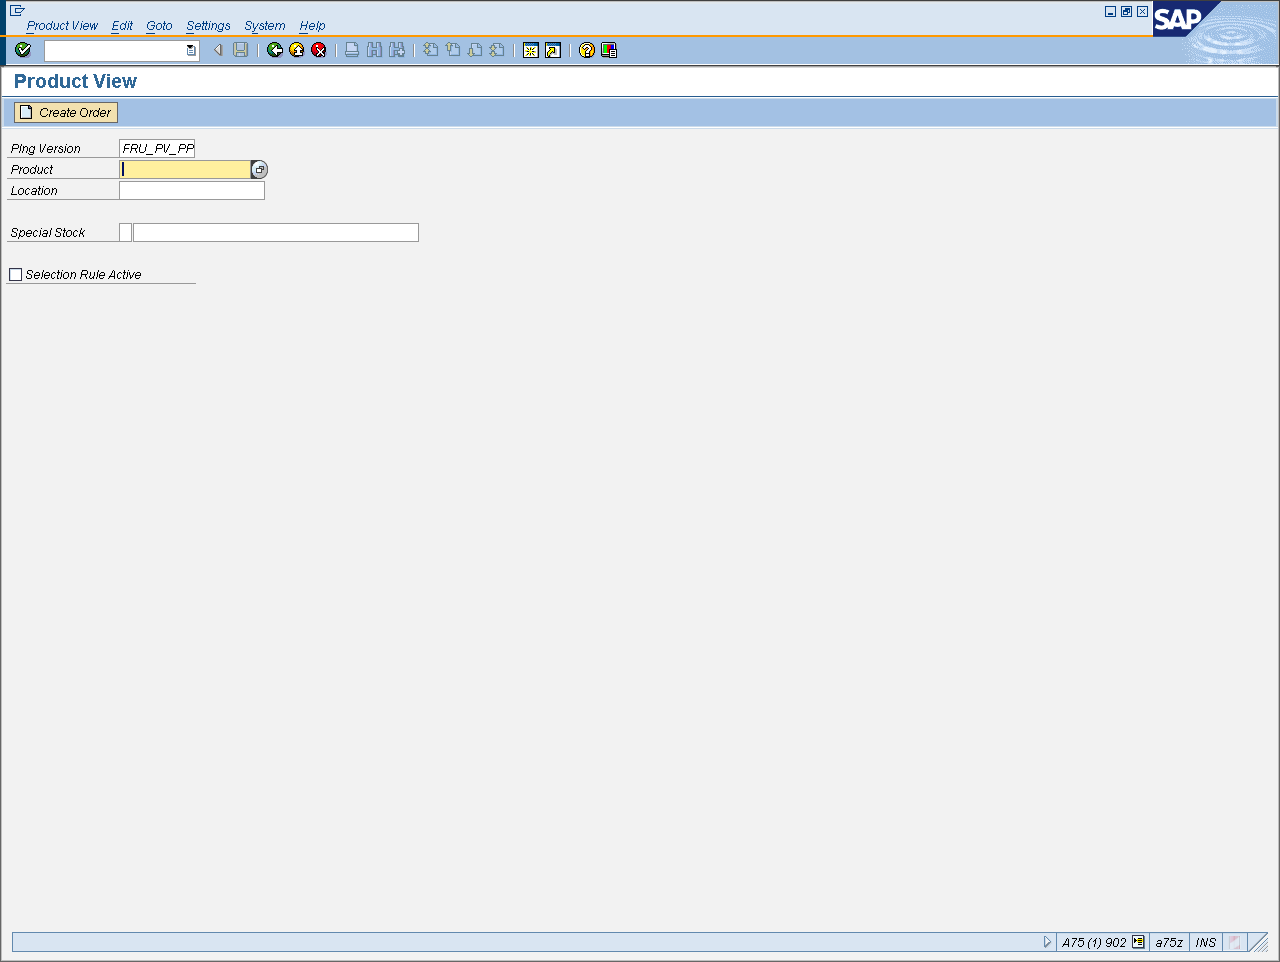 Product View Edit Goto Settings System Help
SAP
Product View
Create Order
Plng Version FRU_PV_PP
Product
Location
Special Stock
Selection Rule Active
A75 (1) 902 a75z INS